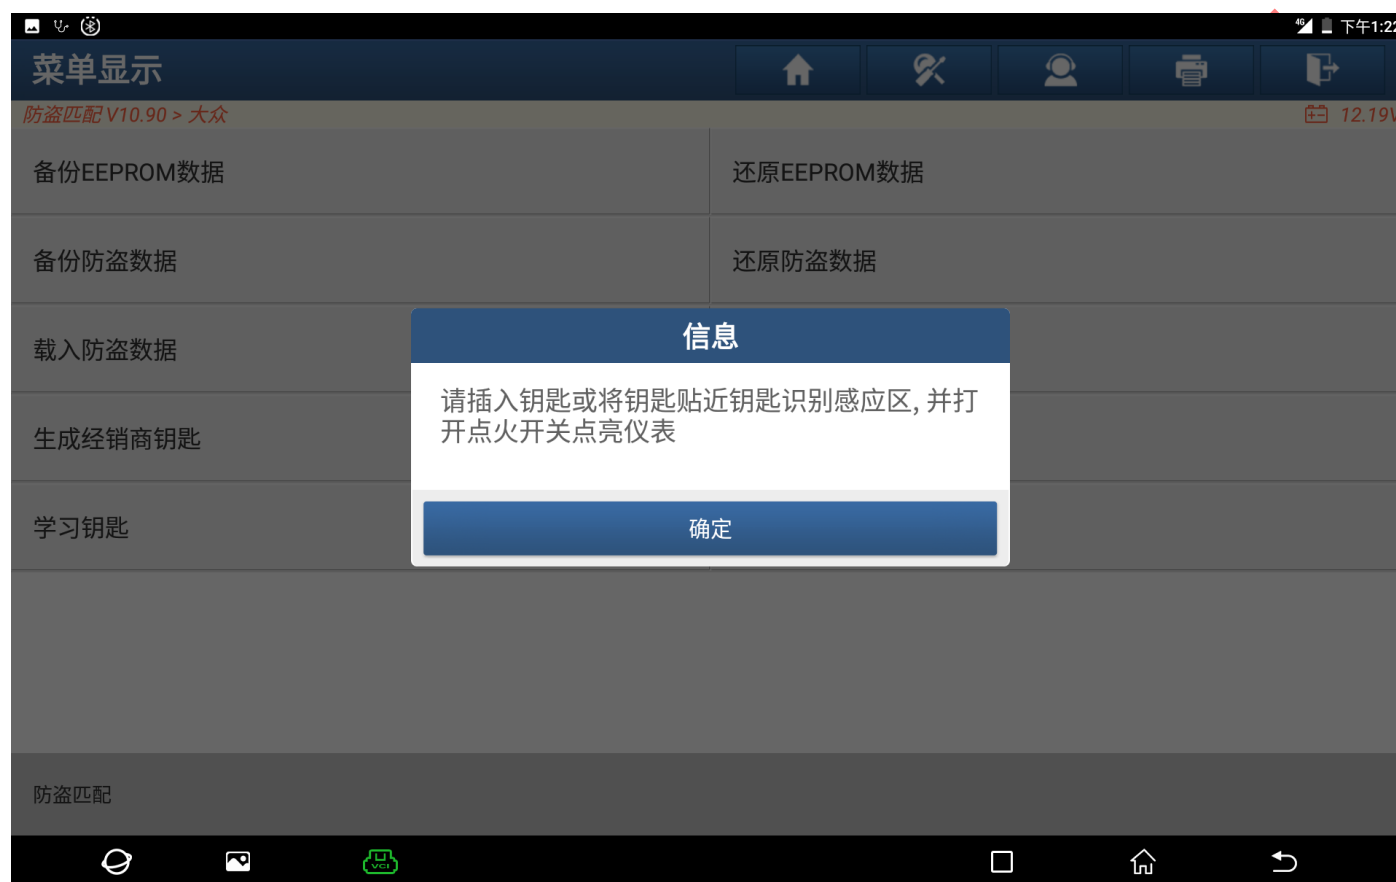 4G 下午1:22
菜单显示
防盗匹配 V10.90 > 大众 12.19V
备份EEPROM数据 还原EEPROM数据
备份防盗数据 还原防盗数据
载入防盗数据
信息
请插入钥匙或将钥匙贴近钥匙识别感应区, 并打
开点火开关点亮仪表
生成经销商钥匙
确定
学习钥匙
防盗匹配
VCI